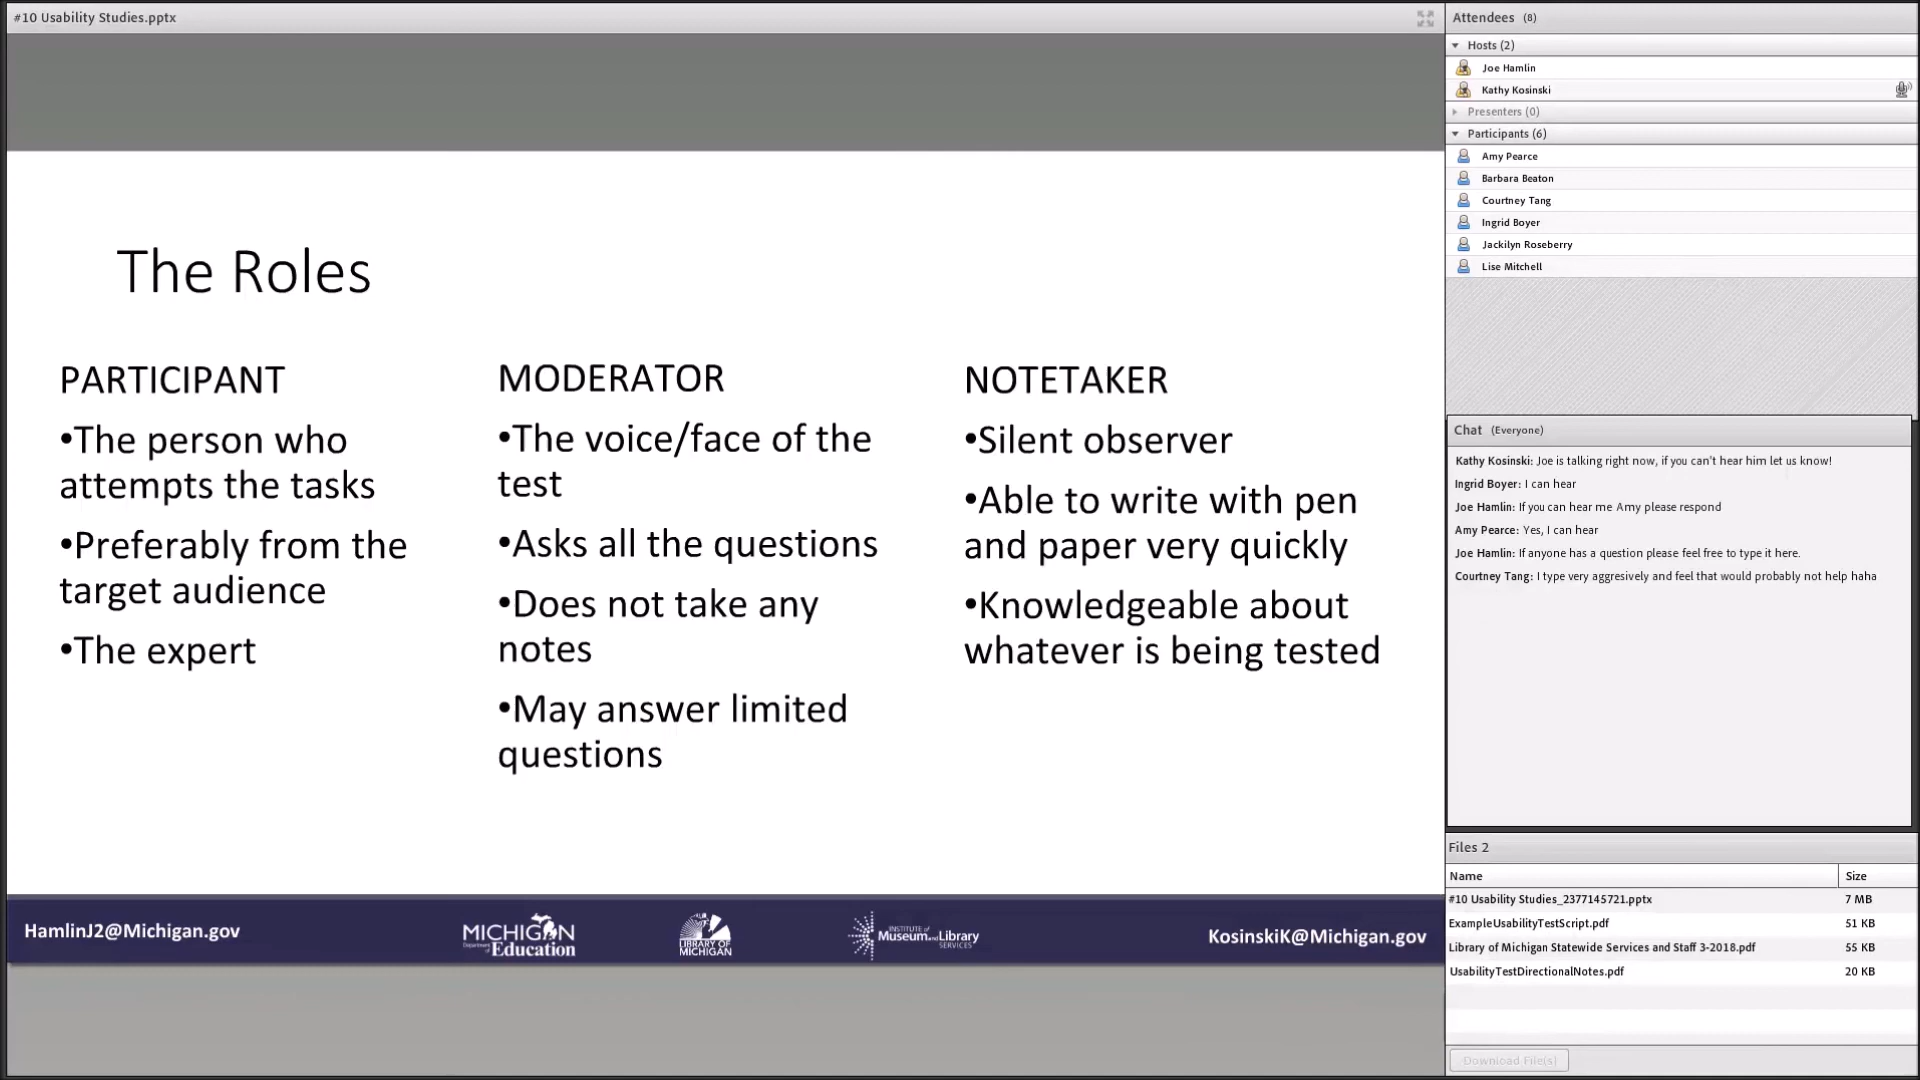 #10 Usability Studies.pptx
The Roles
PARTICIPANT
•The person who
attempts the tasks
•Preferably from the
target audience
•The expert
MODERATOR
•The voice/face of the
test
•Asks all the questions
•Does not take any
notes
•May answer limited
questions
NOTETAKER
•Silent observer
•Able to write with pen
and paper very quickly
•Knowledgeable about
whatever is being tested
HamlinJ2@Michigan.gov
MICHIGAN
Department of
Education
LIBRARY OF
MICHIGAN
INSTITUTE of
Museum and Library
SERVICES
KosinskiK@Michigan.gov
Attendees (8)
Hosts (2)
Joe Hamlin
Kathy Kosinski
Presenters (0)
Participants (6)
Amy Pearce
Barbara Beaton
Courtney Tang
Ingrid Boyer
Jackilyn Roseberry
Lise Mitchell
Chat (Everyone)
Kathy Kosinski: Joe is talking right now, if you can't hear him let us know!
Ingrid Boyer: I can hear
Joe Hamlin: If you can hear me Amy please respond
Amy Pearce: Yes, I can hear
Joe Hamlin: If anyone has a question please feel free to type it here.
Courtney Tang: I type very aggresively and feel that would probably not help haha
Files 2
Name Size
#10 Usability Studies_2377145721.pptx 7 MB
ExampleUsabilityTestScript.pdf 51 KB
Library of Michigan Statewide Services and Staff 3-2018.pdf 55 KB
UsabilityTestDirectionalNotes.pdf 20 KB
Download File(s)